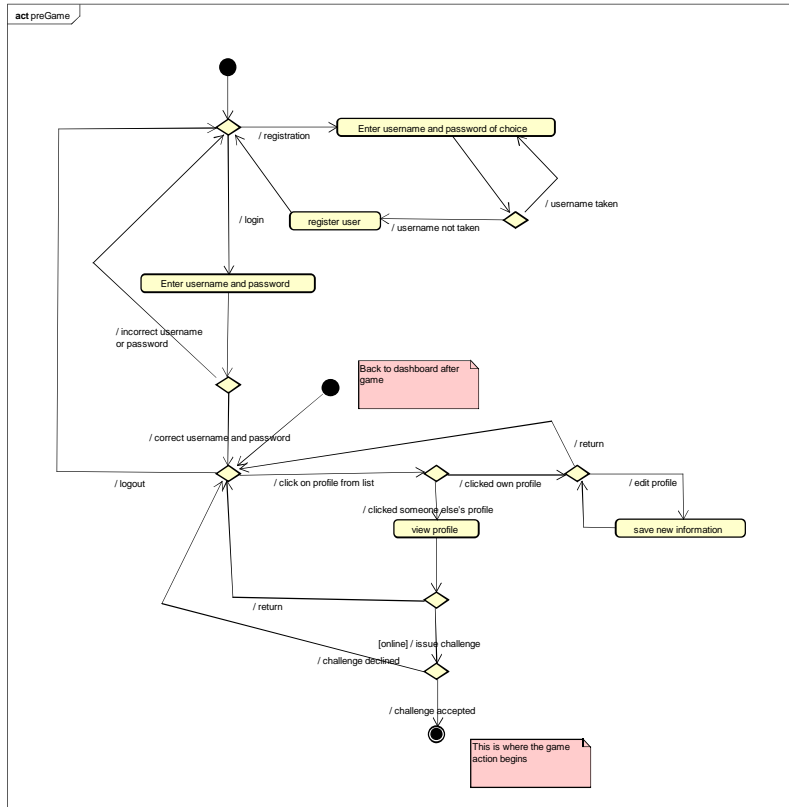 act preGame
/ registration
Enter username and password of choice
/ username taken
/ login
register user
/ username not taken
Enter username and password
/ incorrect username
or password
Back to dashboard after
game
/ correct username and password
/ return
/ logout
/ click on profile from list
/ clicked own profile
/ edit profile
/ clicked someone else's profile
view profile
save new information
/ return
[online] / issue challenge
/ challenge declined
/ challenge accepted
This is where the game
action begins